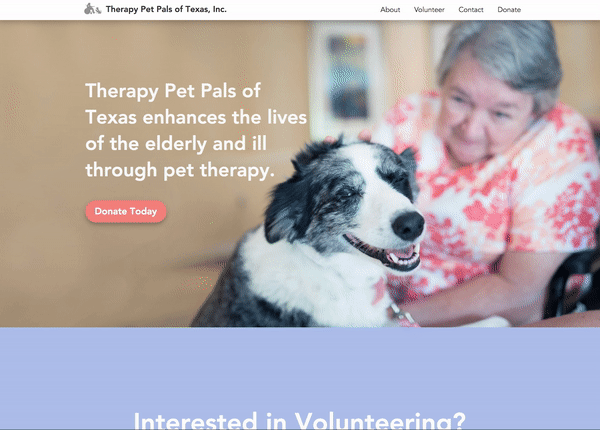 Therapy Pet Pals of Texas, Inc.
About Volunteer Contact Donate
Therapy Pet Pals of
Texas enhances the lives
of the elderly and ill
through pet therapy.
Donate Today
Interested in Volunteering?